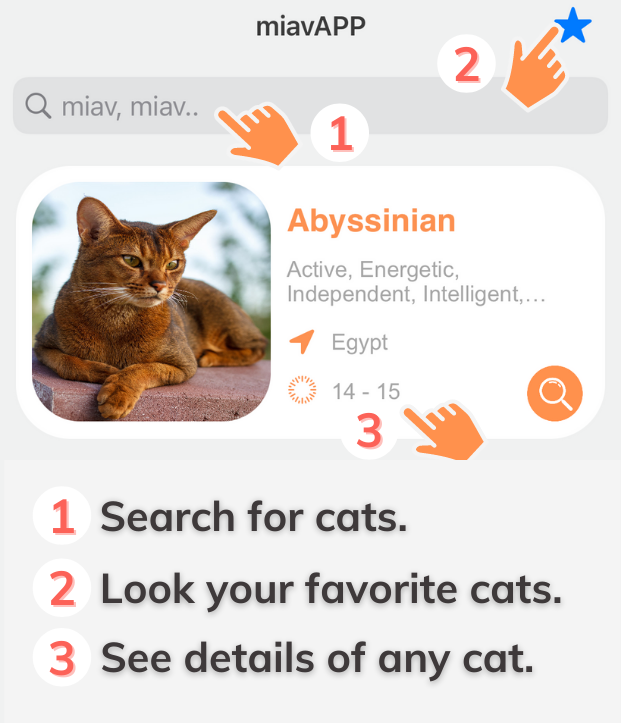 miavAPP
2
miav, miav..
1
Abyssinian
Active, Energetic,
Independent, Intelligent,...
Egypt
14 - 15
3
1 Search for cats.
2 Look your favorite cats.
3 See details of any cat.